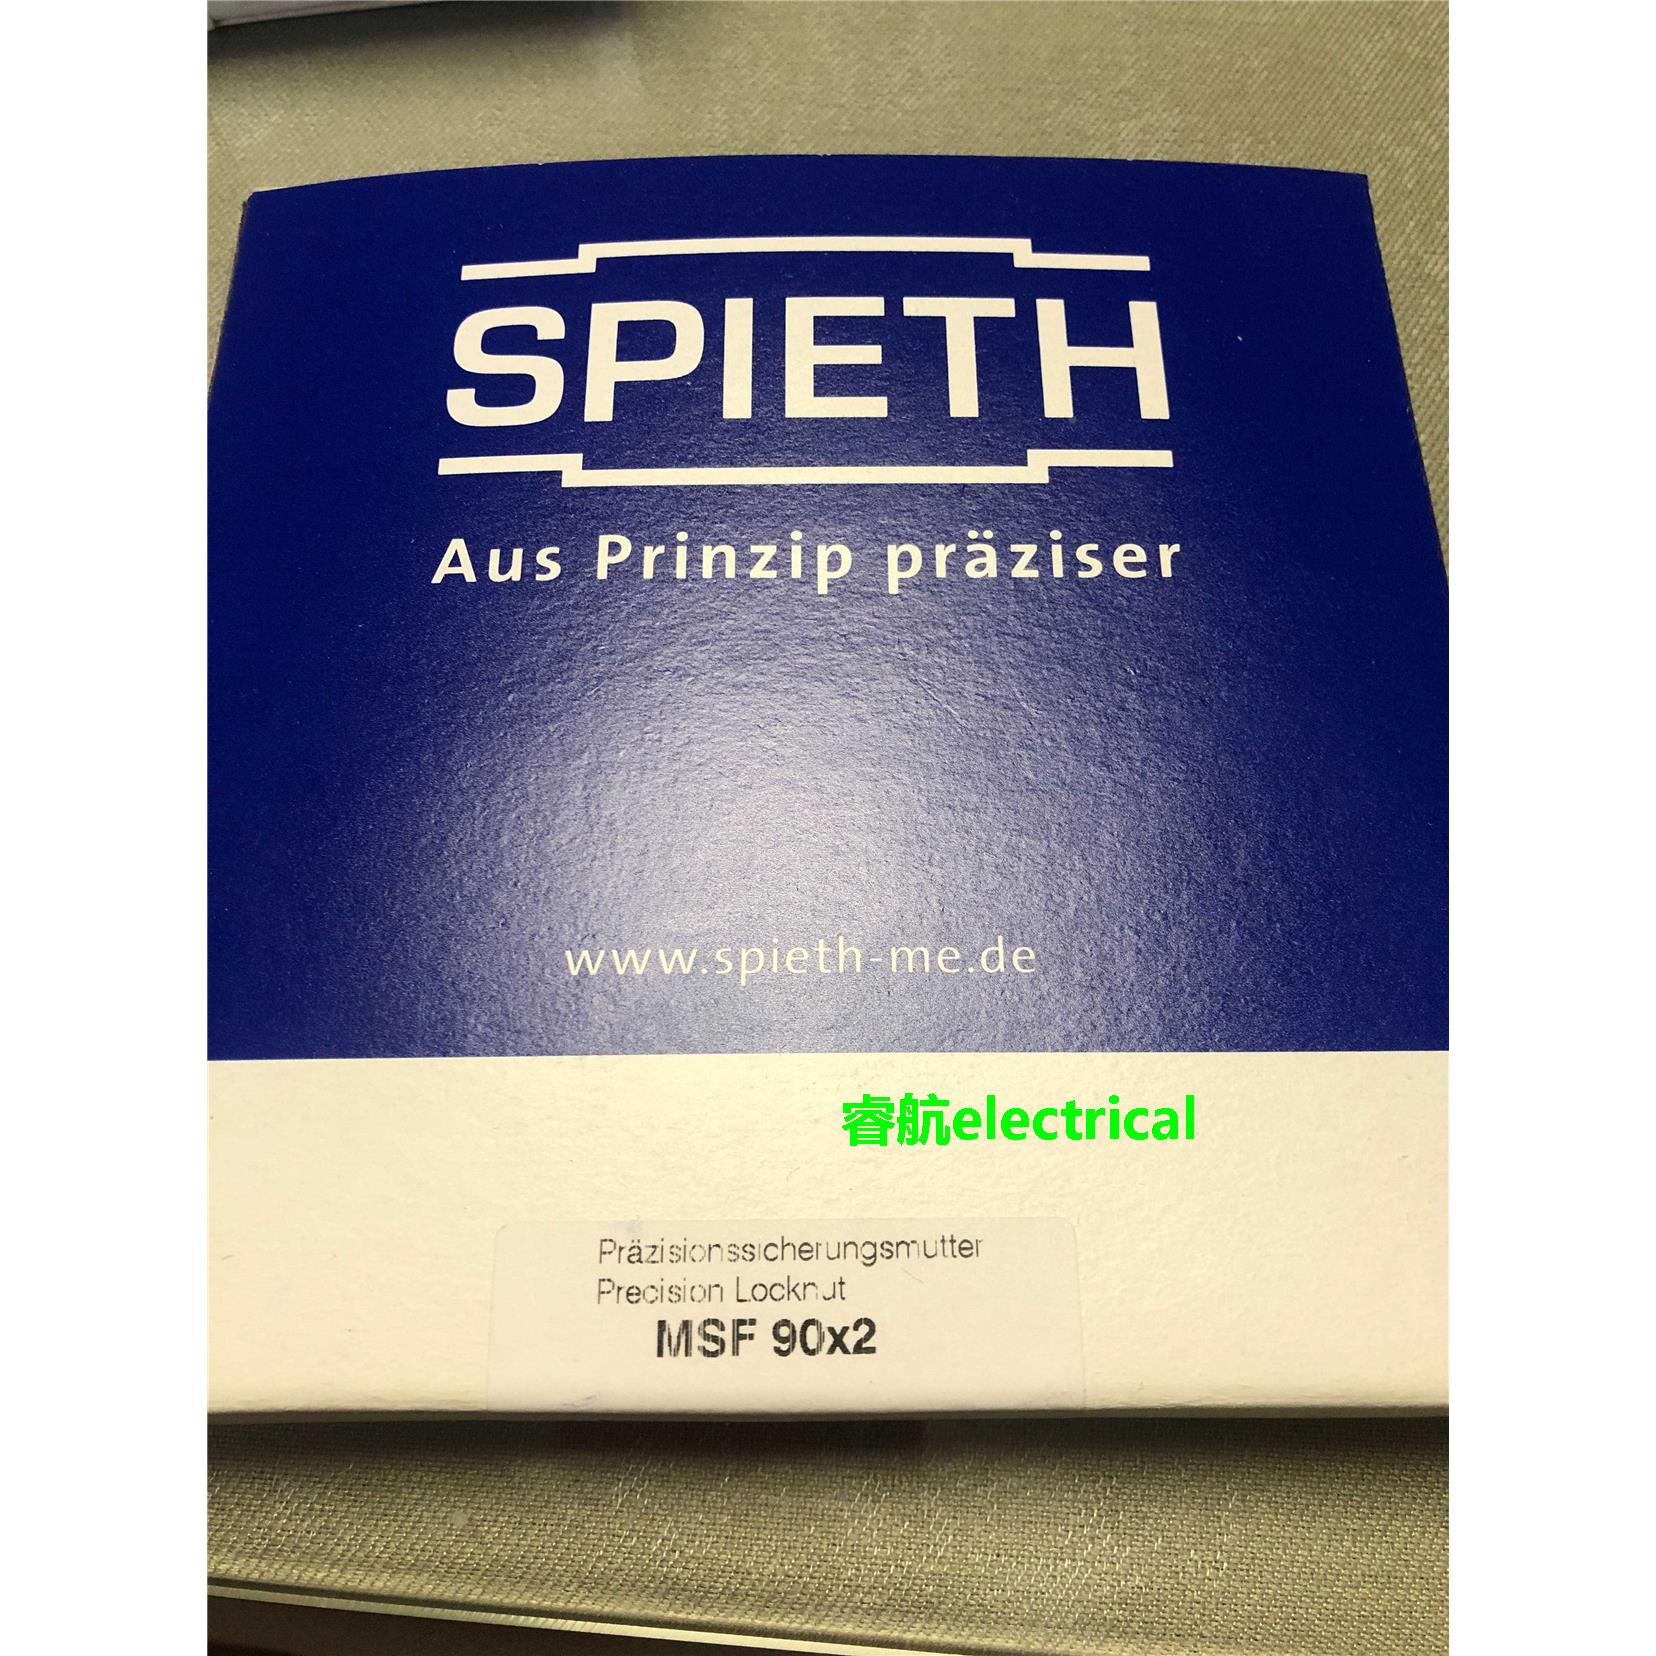 SPIETH
Aus Prinzip präziser
www.spieth-me.de
睿航electrical
Präzisionssicherungsmutter
Precision Locknut
MSF 90x2